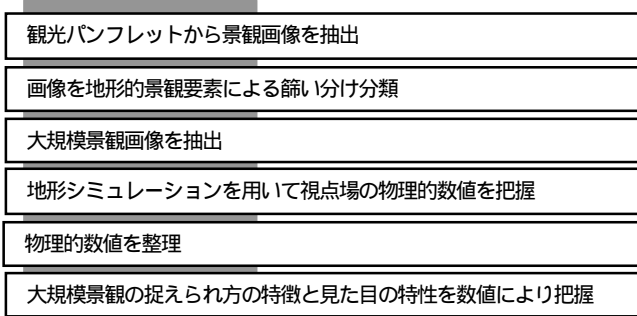 観光パンフレットから景観画像を抽出
画像を地形的景観要素による篩い分け分類
大規模景観画像を抽出
地形シミュレーションを用いて視点場の物理的数値を把握
物理的数値を整理
大規模景観の捉えられ方の特徴と見た目の特性を数値により把握